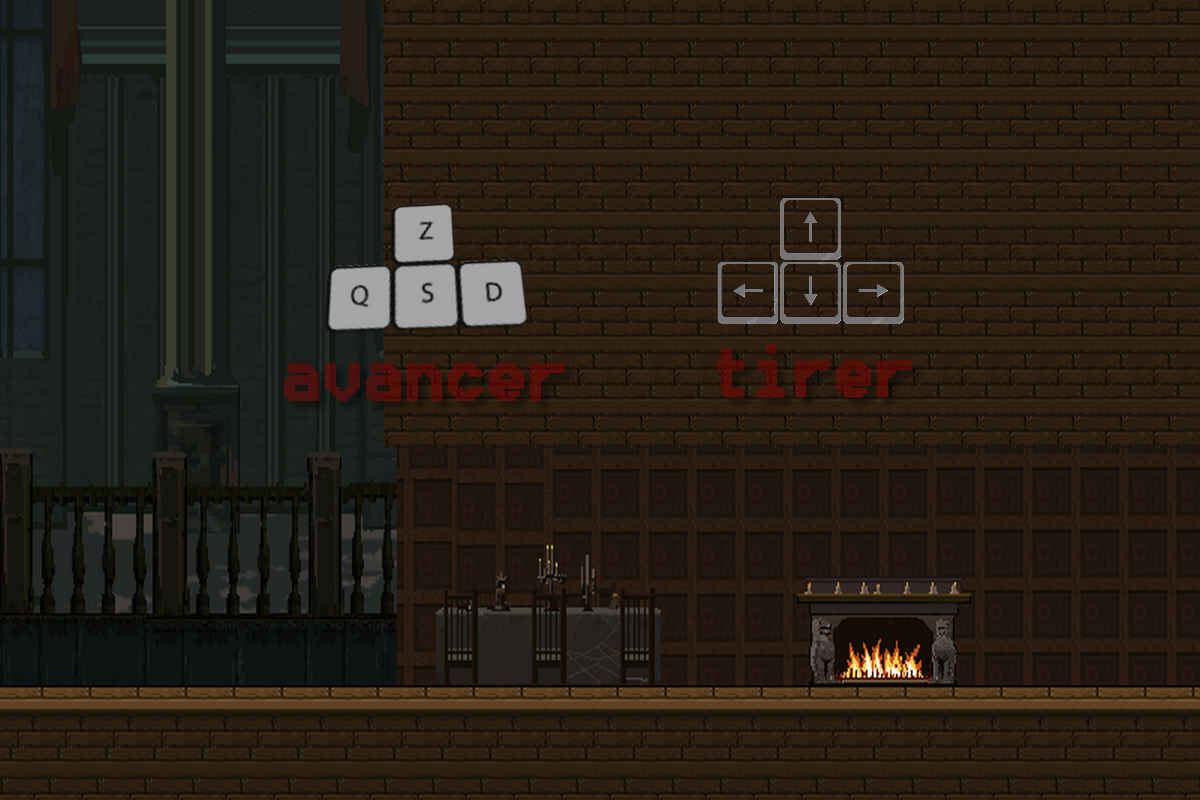 Z
Q S D
↑
← ↓ →
avancer
tirer